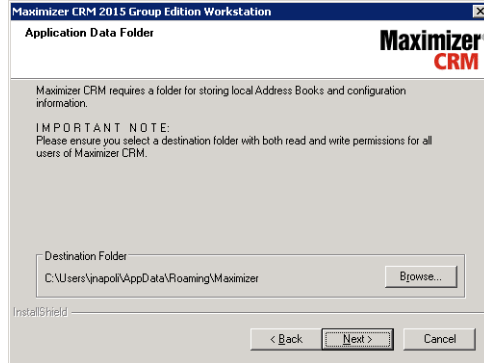 Maximizer CRM 2015 Group Edition Workstation
Application Data Folder
Maximizer
CRM
Maximizer CRM requires a folder for storing local Address Books and configuration
information.
I M P O R T A N T   N O T E:
Please ensure you select a destination folder with both read and write permissions for all
users of Maximizer CRM.
Destination Folder
C:\Users\jnapoli\AppData\Roaming\Maximizer
Browse...
InstallShield
< Back
Next >
Cancel